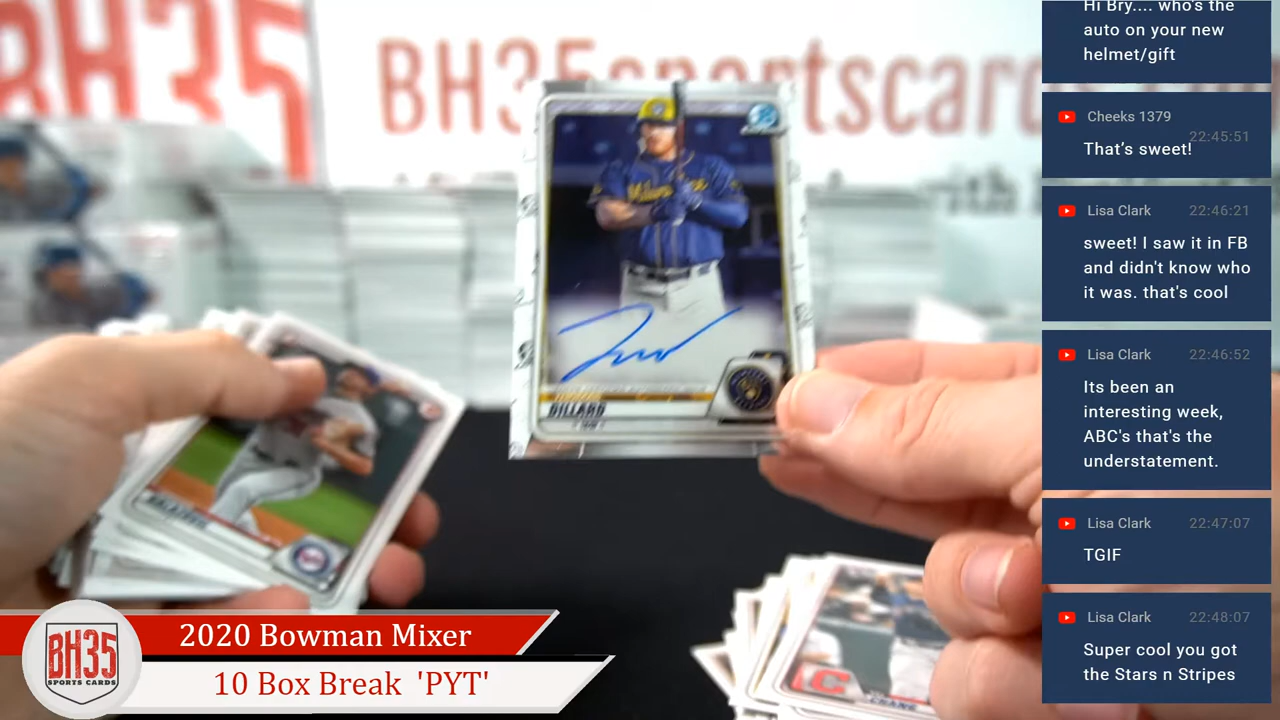 BH35
BH35sportscards
Milwaukee
DILLARD
BH35
SPORTS CARDS
2020 Bowman Mixer
10 Box Break 'PYT'
C
CRANE
Hi Bry.... who's the
auto on your new
helmet/gift
Cheeks 1379
22:45:51
That's sweet!
Lisa Clark 22:46:21
sweet! I saw it in FB
and didn't know who
it was. that's cool
Lisa Clark 22:46:52
Its been an
interesting week,
ABC's that's the
understatement.
Lisa Clark 22:47:07
TGIF
Lisa Clark 22:48:07
Super cool you got
the Stars n Stripes